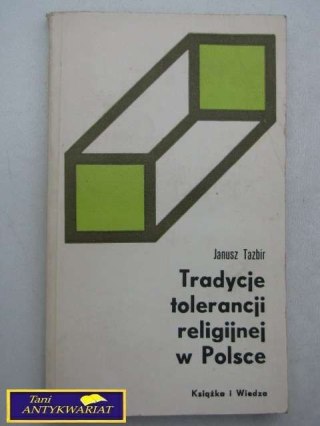 Janusz Tazbir
Tradycje
tolerancji
religijnej
w Polsce
Książka i Wiedza
Tani
ANTYKWARIAT